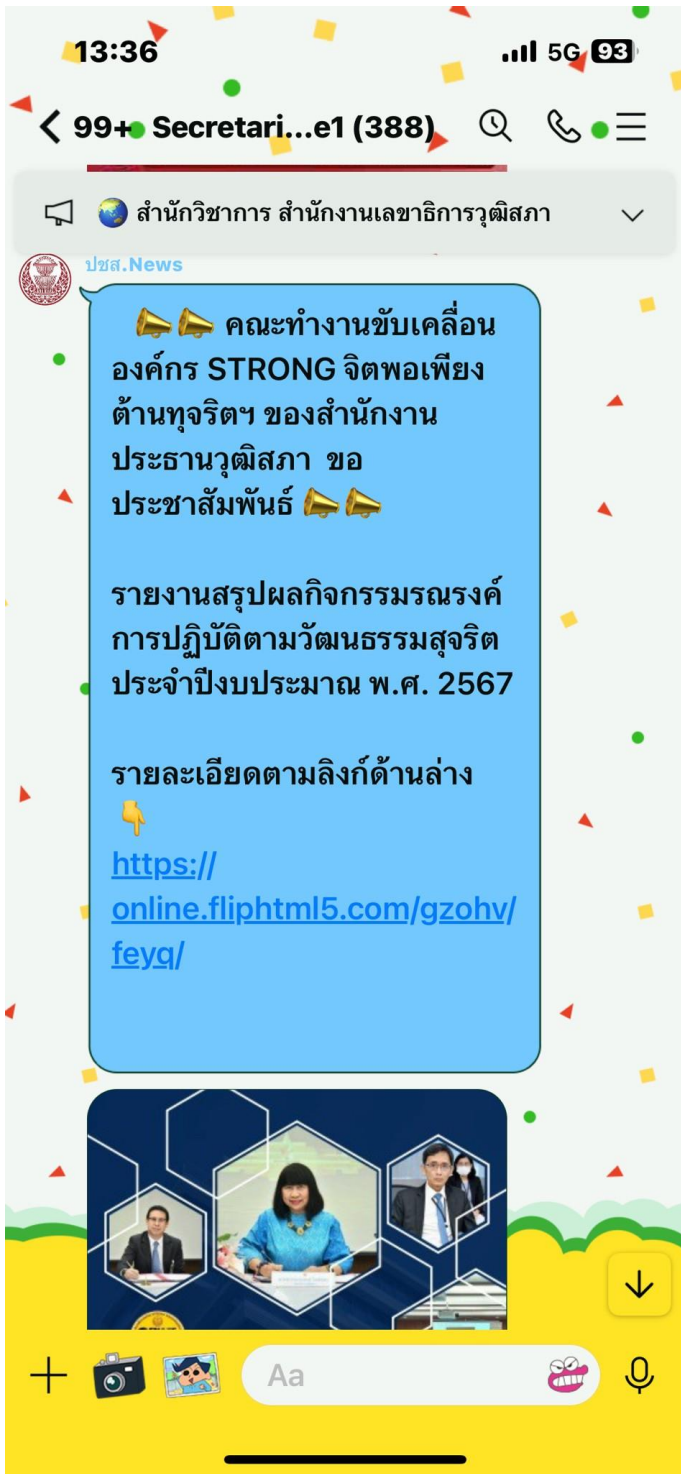 13:36
5G 93
99+ Secretari...e1 (388)
สำนักวิชาการ สำนักงานเลขาธิการวุฒิสภา
ปชส.News
📣📣 คณะทำงานขับเคลื่อน
องค์กร STRONG จิตพอเพียง
ต้านทุจริตฯ ของสำนักงาน
ประธานวุฒิสภา ขอ
ประชาสัมพันธ์ 📣📣
รายงานสรุปผลกิจกรรมรณรงค์
การปฏิบัติตามวัฒนธรรมสุจริต
ประจำปีงบประมาณ พ.ศ. 2567
รายละเอียดตามลิงก์ด้านล่าง
👇
https://
online.fliphtml5.com/gzohv/
feyq/
Aa